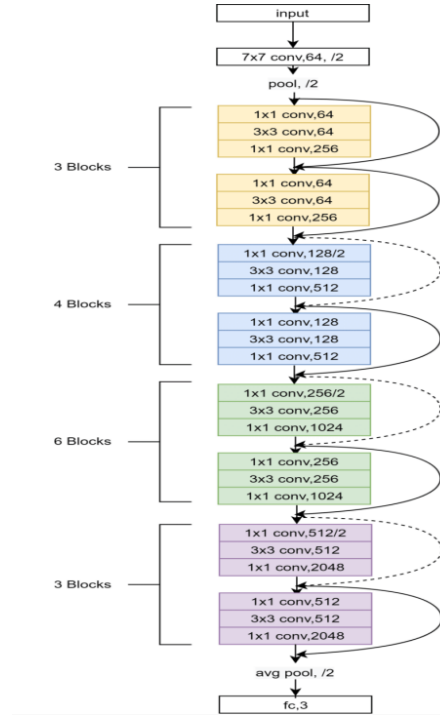 input
7x7 conv,64, /2
pool, /2
3 Blocks
1x1 conv,64
3x3 conv,64
1x1 conv,256
1x1 conv,64
3x3 conv,64
1x1 conv,256
4 Blocks
1x1 conv,128/2
3x3 conv,128
1x1 conv,512
1x1 conv,128
3x3 conv,128
1x1 conv,512
6 Blocks
1x1 conv,256/2
3x3 conv,256
1x1 conv,1024
1x1 conv,256
3x3 conv,256
1x1 conv,1024
3 Blocks
1x1 conv,512/2
3x3 conv,512
1x1 conv,2048
1x1 conv,512
3x3 conv,512
1x1 conv,2048
avg pool, /2
fc,3